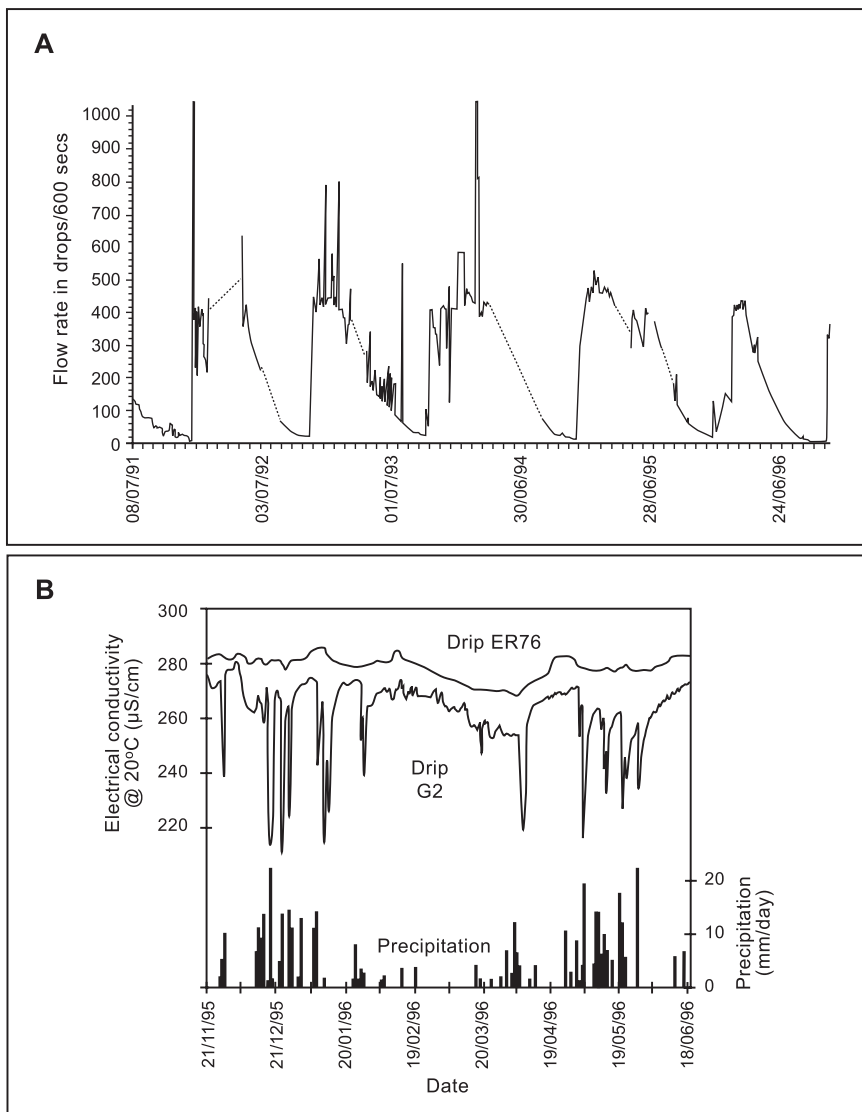 A
Flow rate in drops/600 secs
1000
900
800
700
600
500
400
300
200
100
0
08/07/91
03/07/92
01/07/93
30/06/94
28/06/95
24/06/96
B
Electrical conductivity
@ 20ºC (µS/cm)
300
280
260
240
220
Drip ER76
Drip
G2
Precipitation
20
10
0
Precipitation
(mm/day)
21/11/95
21/12/95
20/01/96
19/02/96
20/03/96
19/04/96
19/05/96
18/06/96
Date